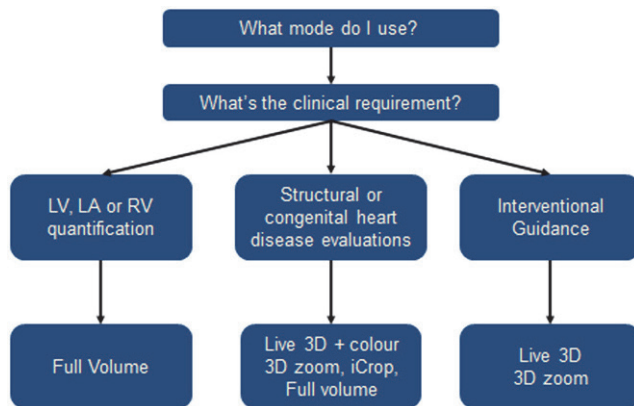 What mode do I use?
What's the clinical requirement?
LV, LA or RV
quantification
Structural or
congenital heart
disease evaluations
Interventional
Guidance
Full Volume
Live 3D + colour
3D zoom, iCrop,
Full volume
Live 3D
3D zoom